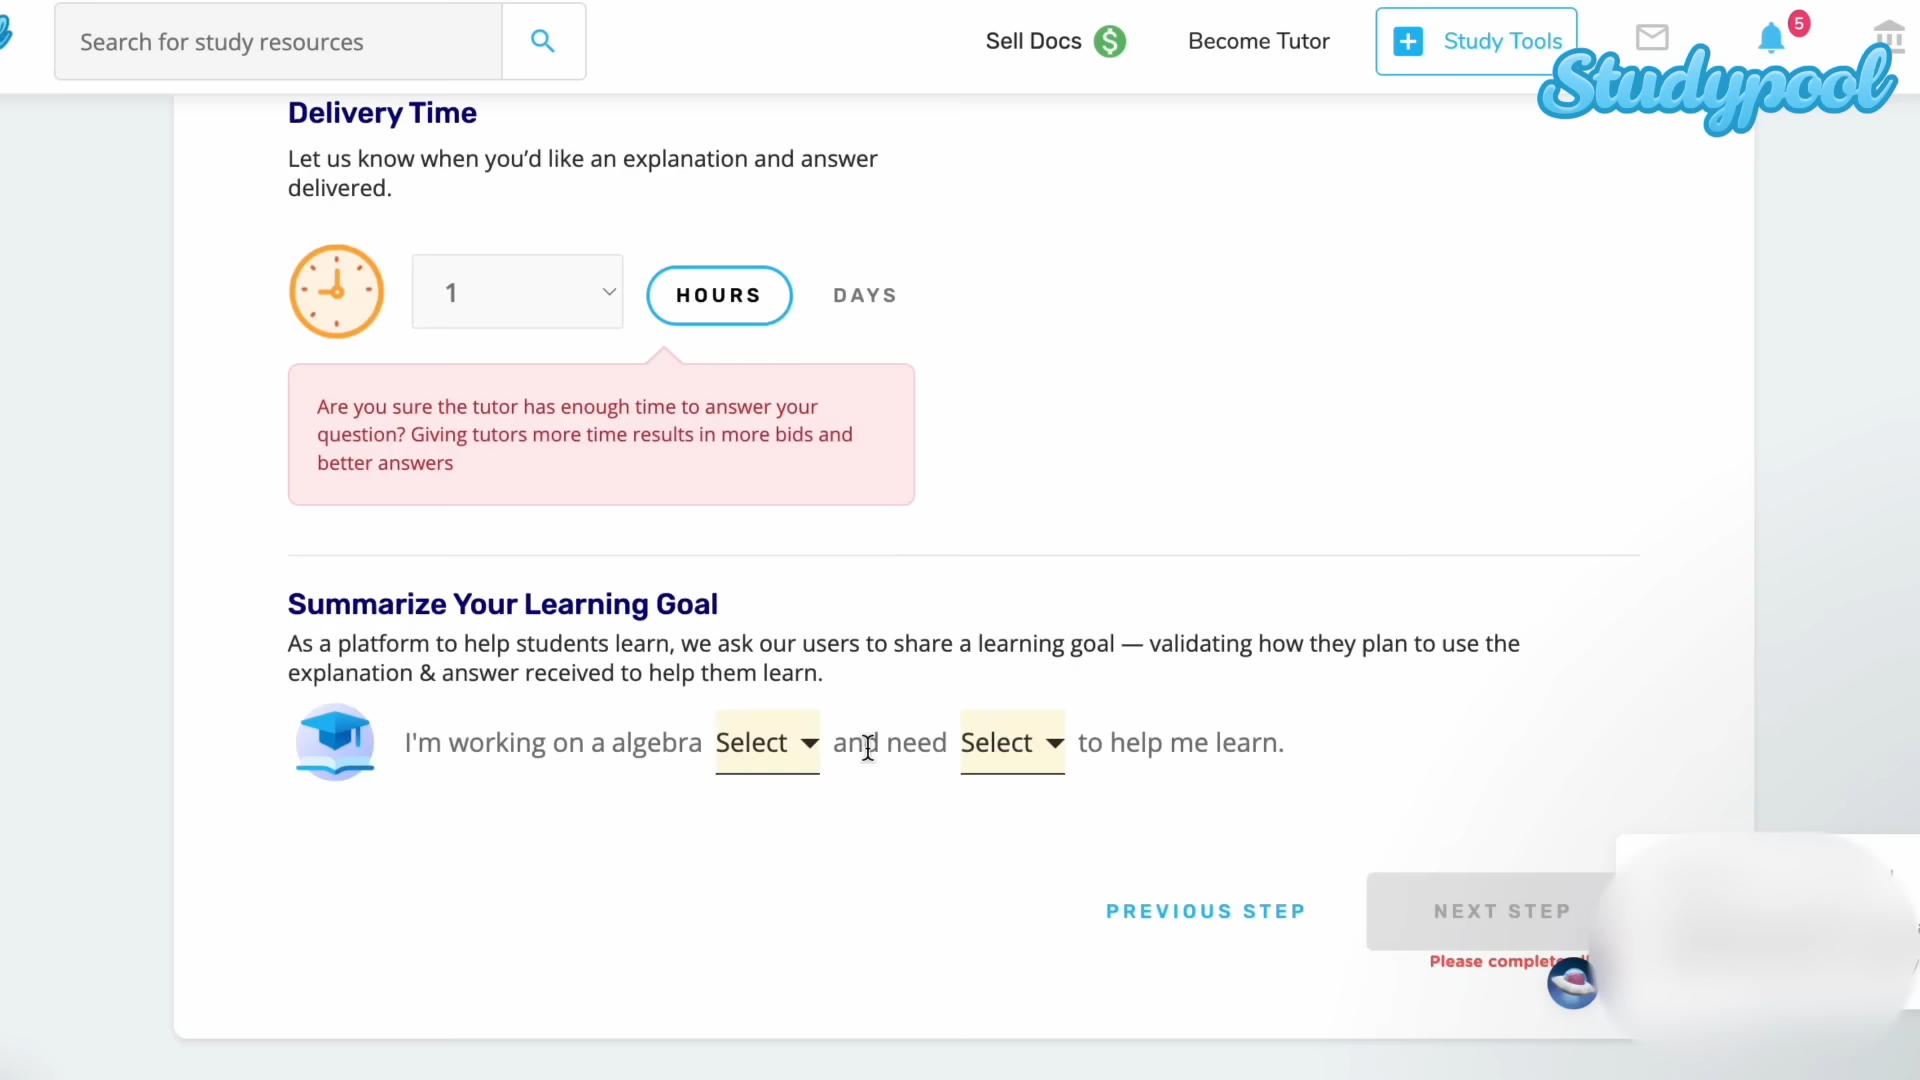 Search for study resources
Sell Docs $
Become Tutor
Study Tools
5
Studypool
Delivery Time
Let us know when you’d like an explanation and answer
delivered.
1
HOURS
DAYS
Are you sure the tutor has enough time to answer your
question? Giving tutors more time results in more bids and
better answers
Summarize Your Learning Goal
As a platform to help students learn, we ask our users to share a learning goal — validating how they plan to use the
explanation & answer received to help them learn.
I'm working on a algebra Select and need Select to help me learn.
PREVIOUS STEP
NEXT STEP
Please complete